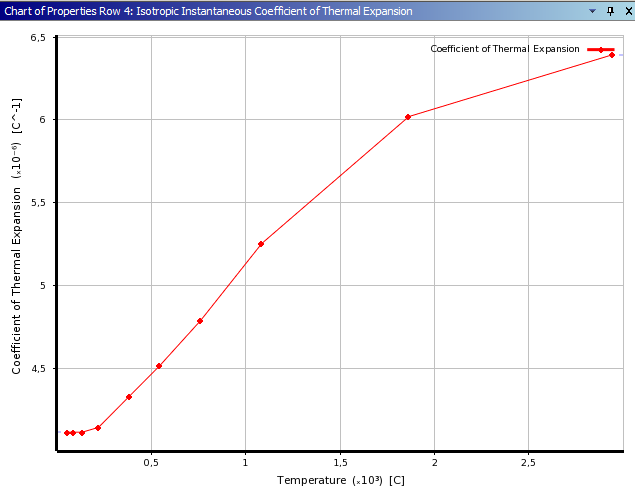 Chart of Properties Row 4: Isotropic Instantaneous Coefficient of Thermal Expansion
6,5
Coefficient of Thermal Expansion
6
5,5
5
4,5
Coefficient of Thermal Expansion (ₓ10⁻⁶) [C^-1]
0,5
1
1,5
2
2,5
Temperature (ₓ10³) [C]